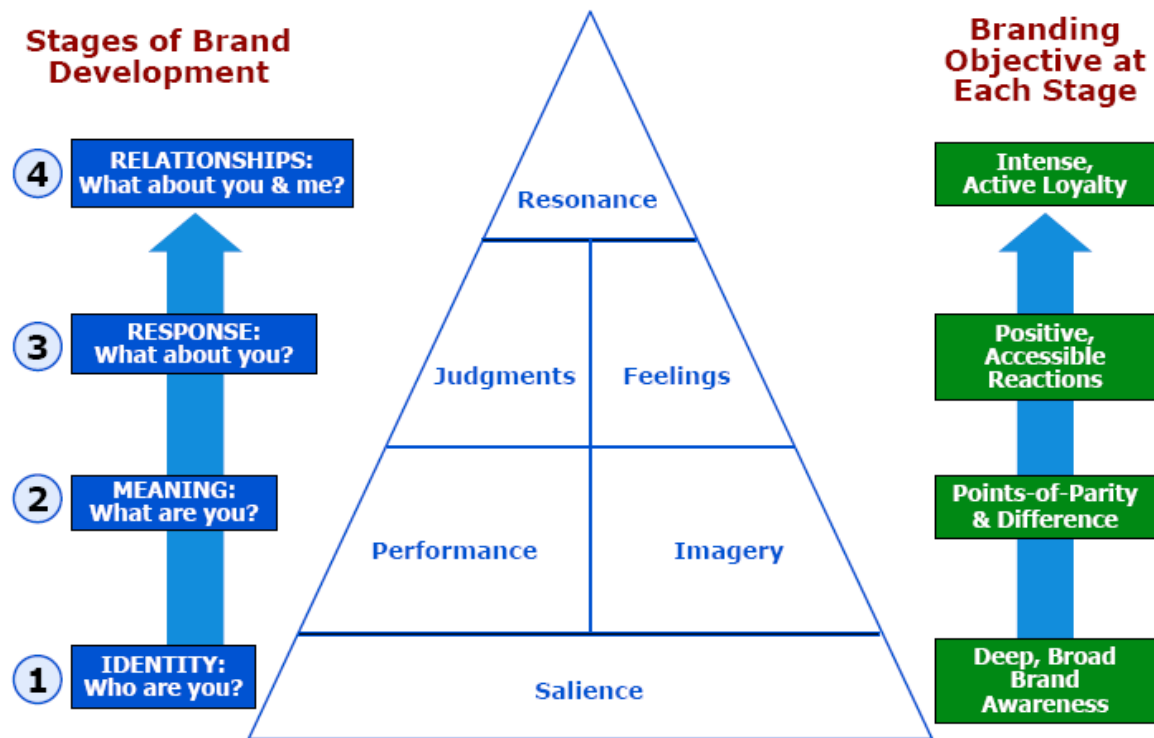 Stages of Brand
Development
Branding
Objective at
Each Stage
4
RELATIONSHIPS:
What about you & me?
Resonance
Intense,
Active Loyalty
3
RESPONSE:
What about you?
Judgments
Feelings
Positive,
Accessible
Reactions
2
MEANING:
What are you?
Performance
Imagery
Points-of-Parity
& Difference
1
IDENTITY:
Who are you?
Salience
Deep, Broad
Brand
Awareness